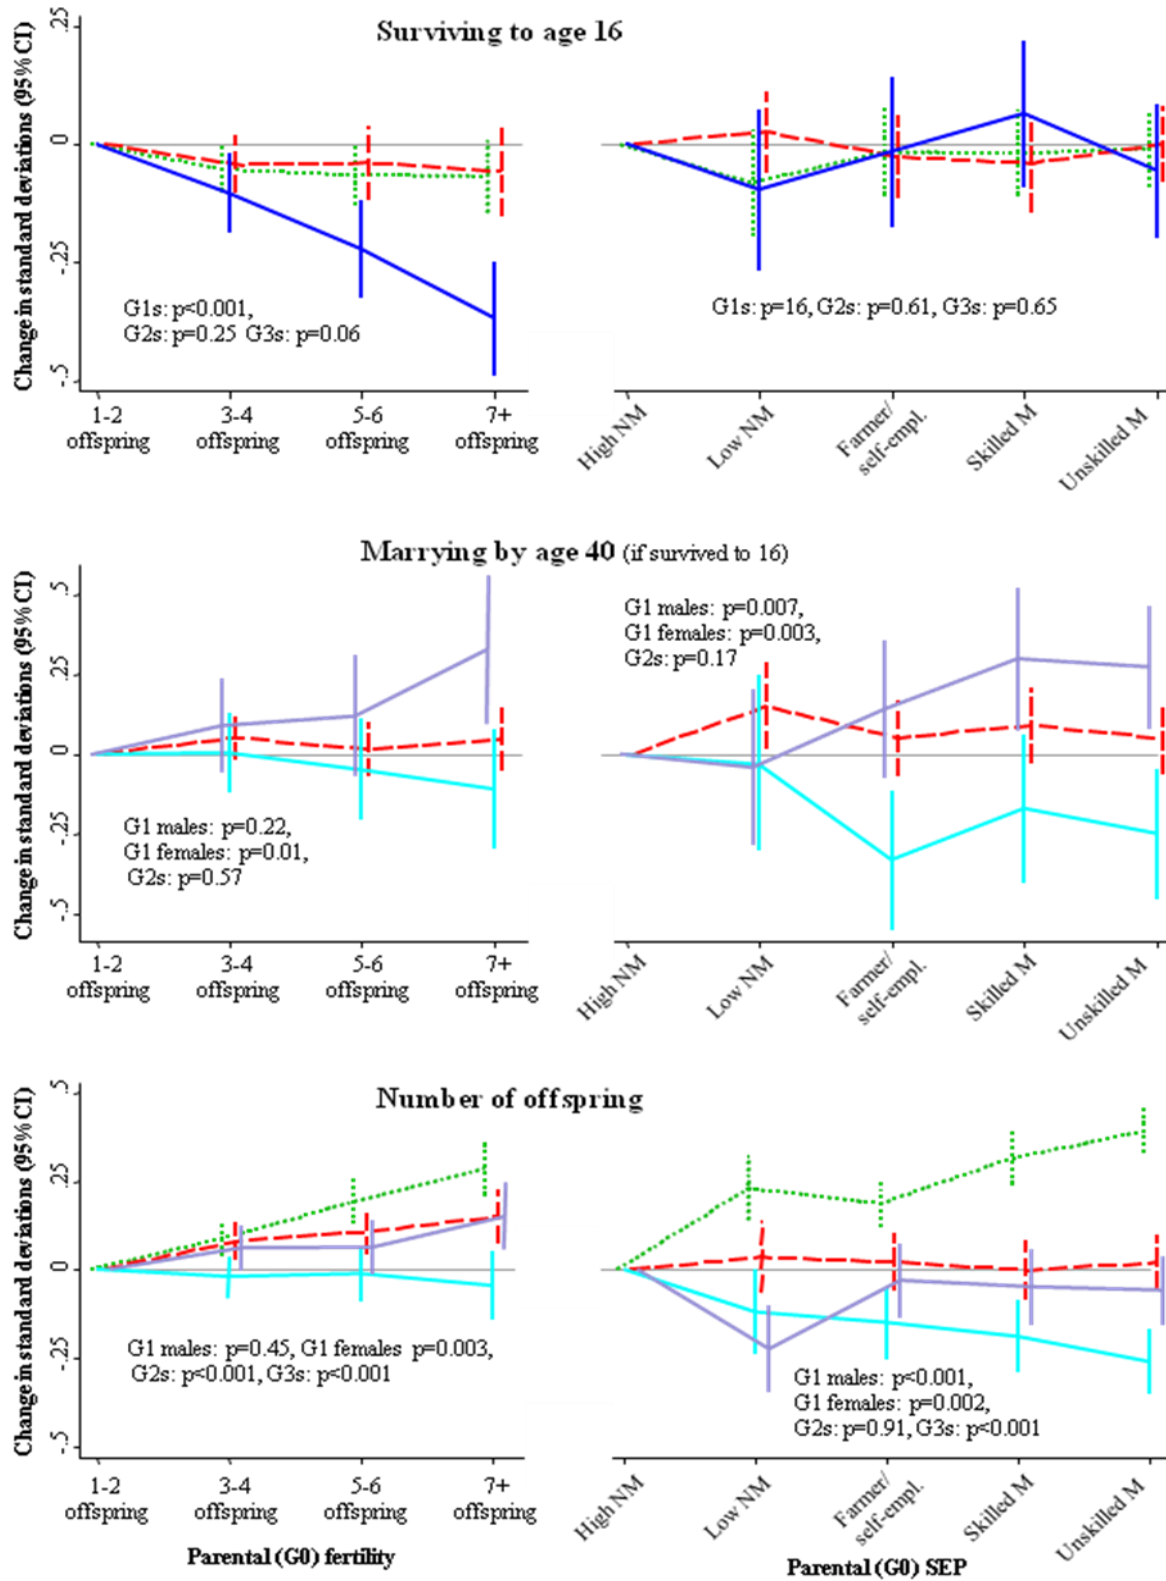 Surviving to age 16
Change in standard deviations (95% CI)
.25
0
-.25
-.5
G1s: p<0.001,
G2s: p=0.25 G3s: p=0.06
1-2 offspring
3-4 offspring
5-6 offspring
7+ offspring
G1s: p=16, G2s: p=0.61, G3s: p=0.65
High NM
Low NM
Farmer/
self-empl.
Skilled M
Unskilled M
Marrying by age 40 (if survived to 16)
Change in standard deviations (95% CI)
.5
.25
0
-.25
-.5
G1 males: p=0.22,
G1 females: p=0.01,
G2s: p=0.57
1-2 offspring
3-4 offspring
5-6 offspring
7+ offspring
G1 males: p=0.007,
G1 females: p=0.003,
G2s: p=0.17
High NM
Low NM
Farmer/
self-empl.
Skilled M
Unskilled M
Number of offspring
Change in standard deviations (95% CI)
.5
.25
0
-.25
-.5
G1 males: p=0.45, G1 females p=0.003,
G2s: p<0.001, G3s: p<0.001
1-2 offspring
3-4 offspring
5-6 offspring
7+ offspring
Parental (G0) fertility
G1 males: p<0.001,
G1 females: p=0.002,
G2s: p=0.91, G3s: p<0.001
High NM
Low NM
Farmer/
self-empl.
Skilled M
Unskilled M
Parental (G0) SEP